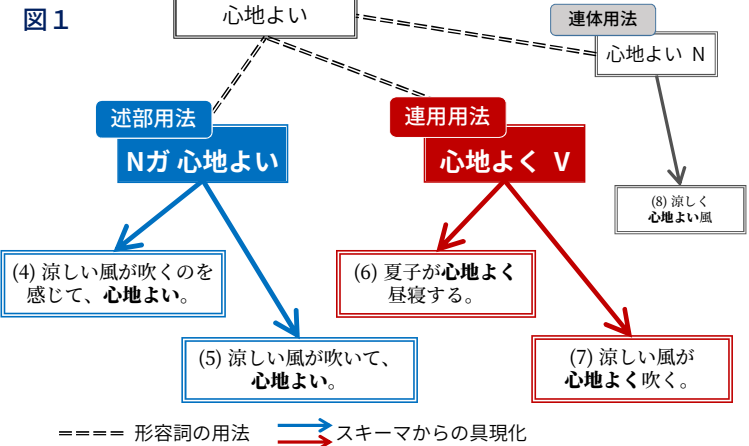 図１
心地よい
連体用法
心地よい N
述部用法
Nガ 心地よい
連用用法
心地よく V
(8) 涼しく
心地よい風
(4) 涼しい風が吹くのを
感じて、心地よい。
(6) 夏子が心地よく
昼寝する。
(5) 涼しい風が吹いて、
心地よい。
(7) 涼しい風が
心地よく吹く。
==== 形容詞の用法
スキーマからの具現化